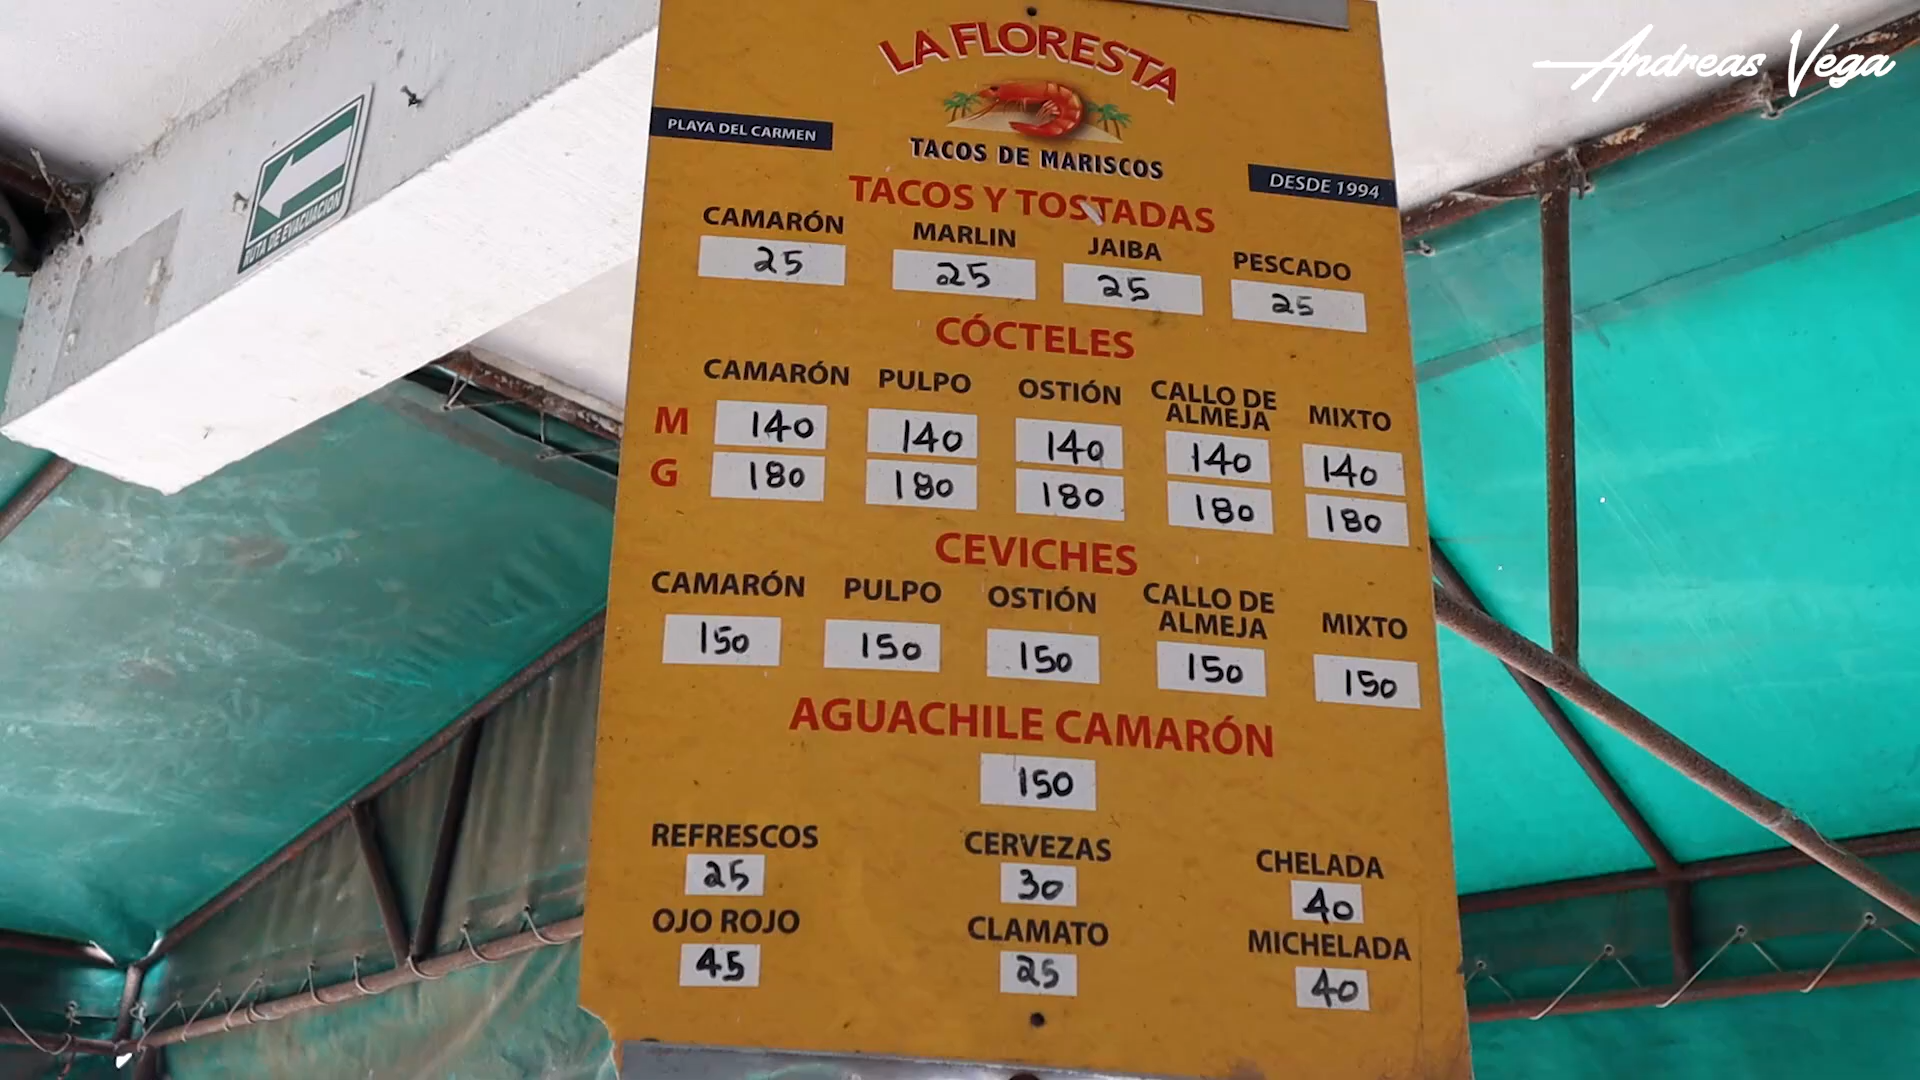 Andreas Vega
RUTA DE EVACUACION
LA FLORESTA
PLAYA DEL CARMEN
TACOS DE MARISCOS
DESDE 1994
TACOS Y TOSTADAS
CAMARÓN MARLIN JAIBA PESCADO
25 25 25 25
CÓCTELES
CAMARÓN PULPO OSTIÓN CALLO DE ALMEJA MIXTO
M 140 140 140 140 140
G 180 180 180 180 180
CEVICHES
CAMARÓN PULPO OSTIÓN CALLO DE ALMEJA MIXTO
150 150 150 150 150
AGUACHILE CAMARÓN
150
REFRESCOS CERVEZAS CHELADA
25 30 40
OJO ROJO CLAMATO MICHELADA
45 25 40